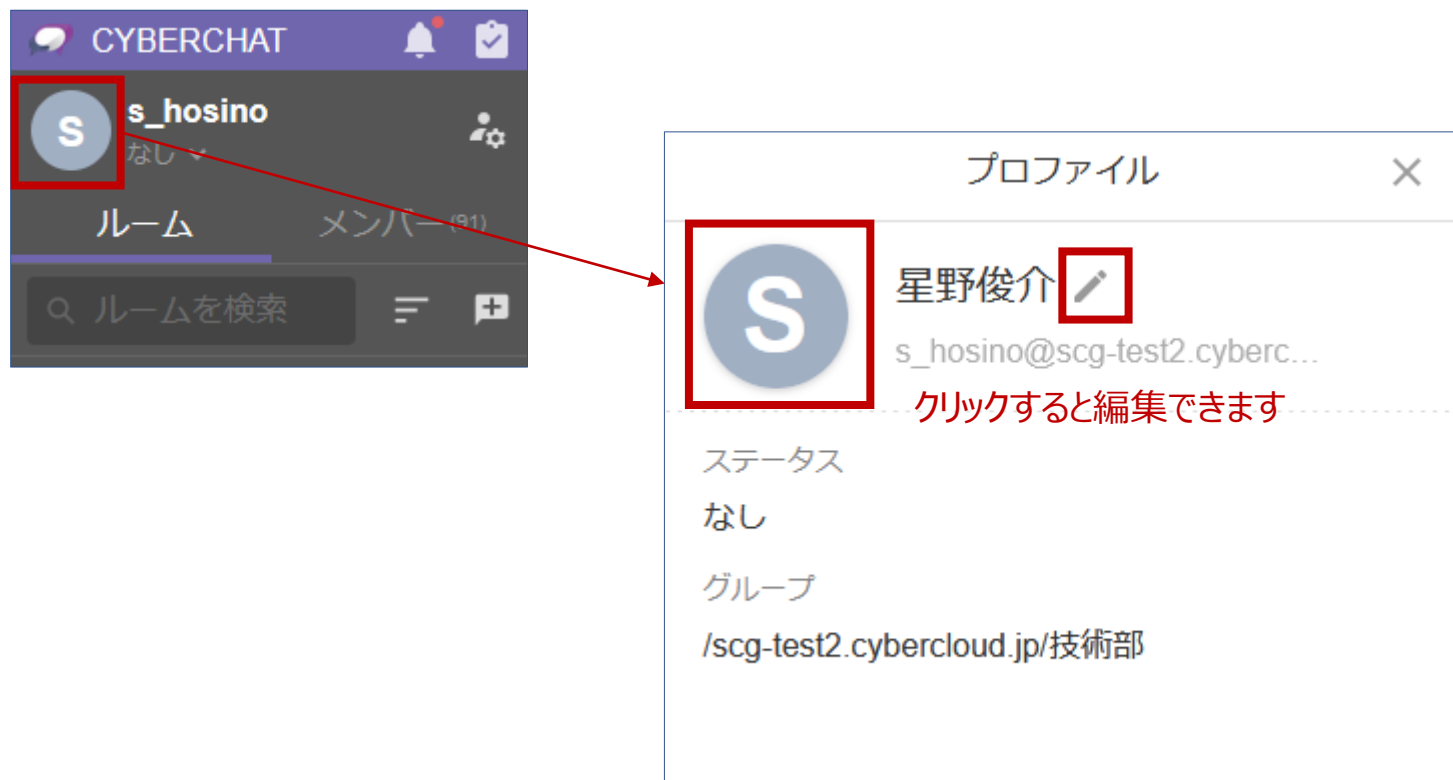 CYBERCHAT
S
s_hosino
なし
ルーム
メンバー (91)
ルームを検索
プロファイル
S
星野俊介
s_hosino@scg-test2.cyberc...
クリックすると編集できます
ステータス
なし
グループ
/scg-test2.cybercloud.jp/技術部